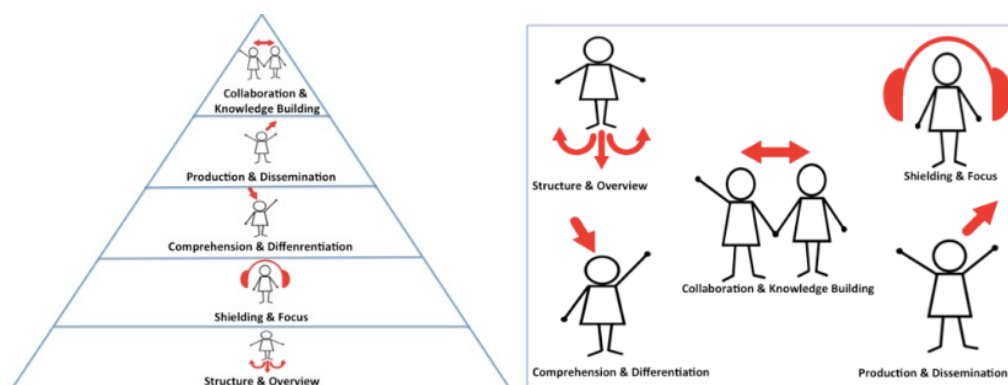 Collaboration &
Knowledge Building
Production & Dissemination
Comprehension & Diffenrentiation
Shielding & Focus
Structure & Overview
Structure & Overview
Shielding & Focus
Collaboration & Knowledge Building
Comprehension & Differentiation
Production & Dissemination